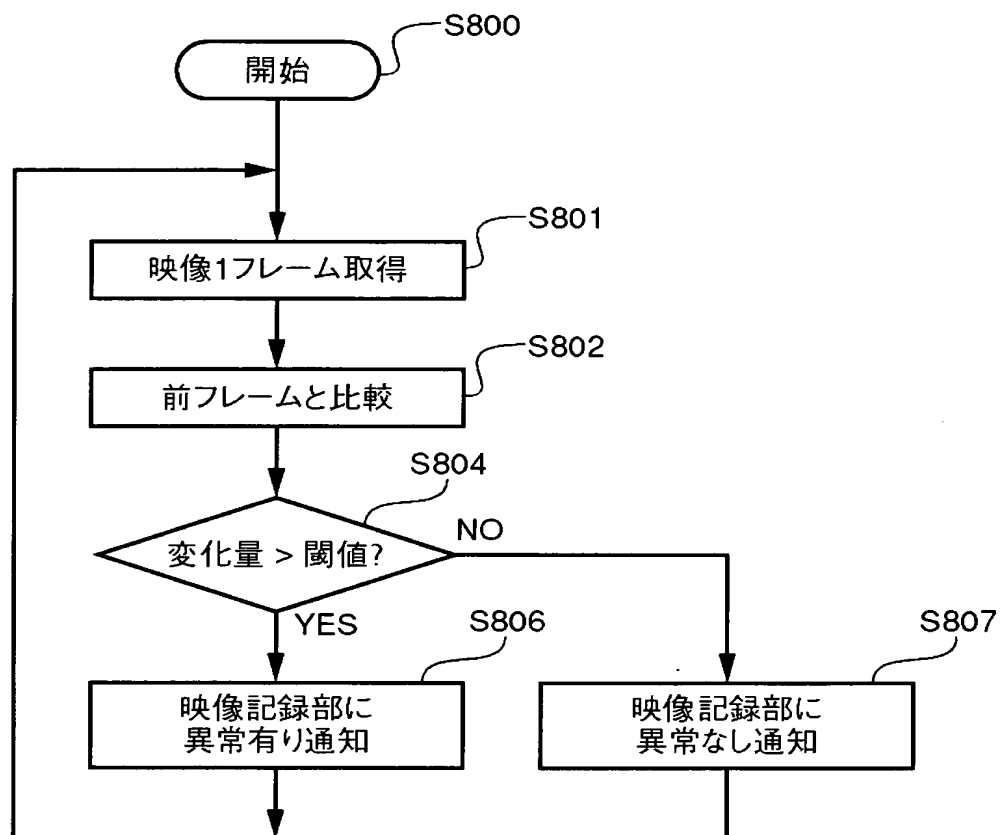 S800
開始
S801
映像1フレーム取得
S802
前フレームと比較
S804
変化量 > 閾値?
NO
YES
S806
映像記録部に
異常有り通知
S807
映像記録部に
異常なし通知